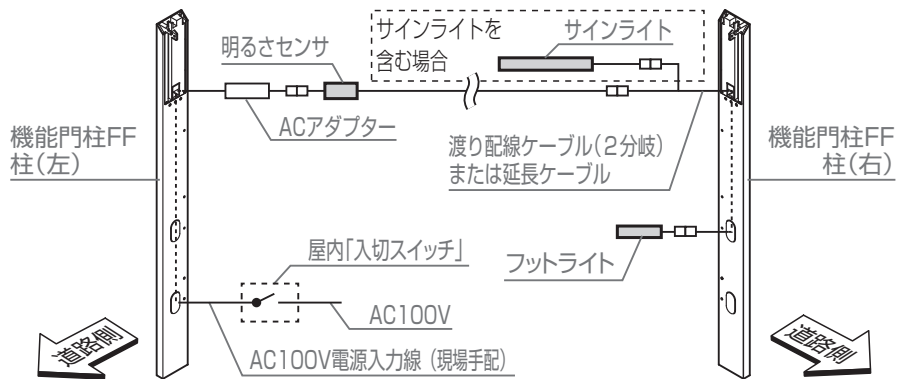 サインライトを
含む場合
サインライト
明るさセンサ
ACアダプター
機能門柱FF
柱(左)
渡り配線ケーブル(2分岐)
または延長ケーブル
機能門柱FF
柱(右)
屋内「入切スイッチ」
フットライト
AC100V
AC100V電源入力線(現場手配)
道路側
道路側